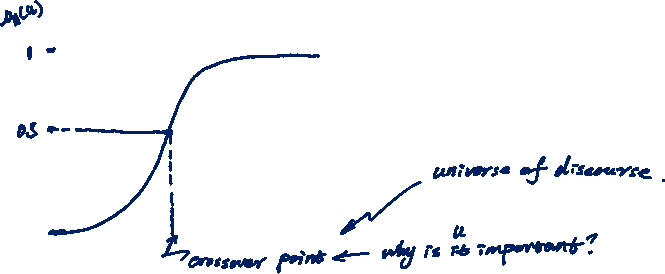 μA(u)
1
0.5
universe of discourse.
u
crossover point ← why is it important?